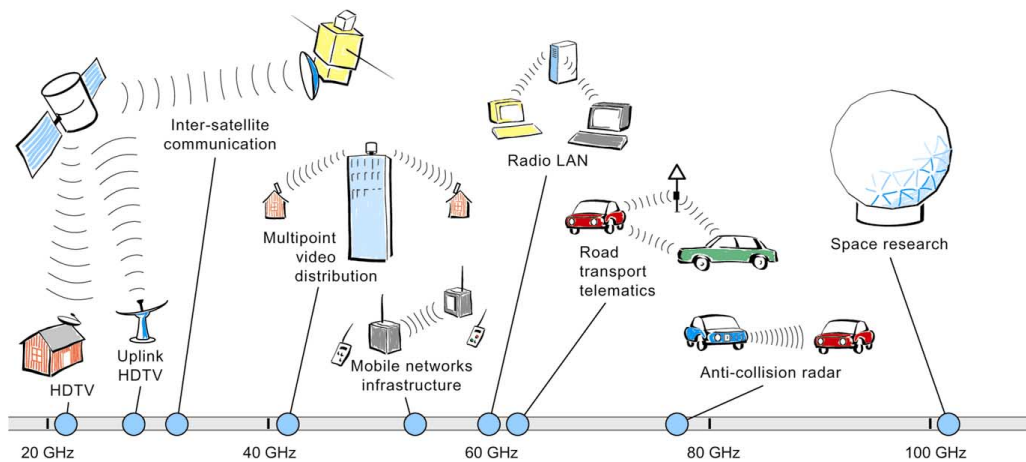 Inter-satellite
communication
Radio LAN
Multipoint
video
distribution
Road
transport
telematics
Space research
Uplink
HDTV
HDTV
Mobile networks
infrastructure
Anti-collision radar
20 GHz
40 GHz
60 GHz
80 GHz
100 GHz